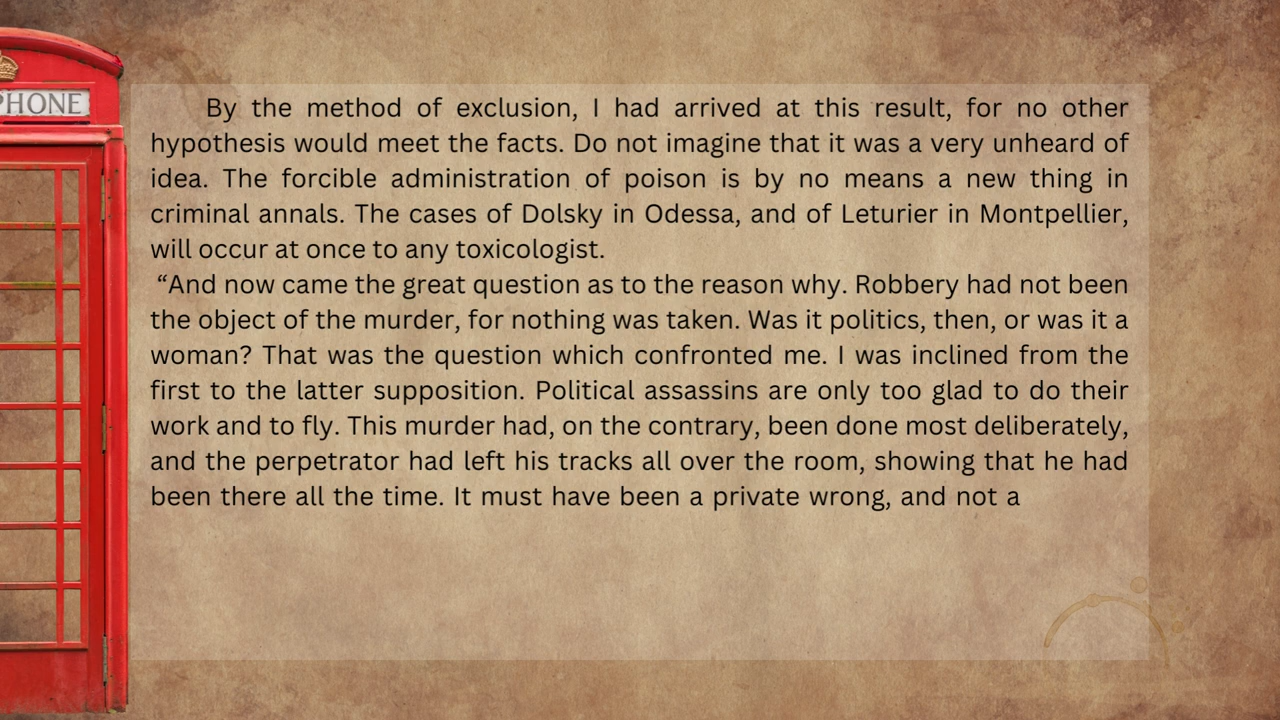 PHONE
By the method of exclusion, I had arrived at this result, for no other
hypothesis would meet the facts. Do not imagine that it was a very unheard of
idea. The forcible administration of poison is by no means a new thing in
criminal annals. The cases of Dolsky in Odessa, and of Leturier in Montpellier,
will occur at once to any toxicologist.
“And now came the great question as to the reason why. Robbery had not been
the object of the murder, for nothing was taken. Was it politics, then, or was it a
woman? That was the question which confronted me. I was inclined from the
first to the latter supposition. Political assassins are only too glad to do their
work and to fly. This murder had, on the contrary, been done most deliberately,
and the perpetrator had left his tracks all over the room, showing that he had
been there all the time. It must have been a private wrong, and not a